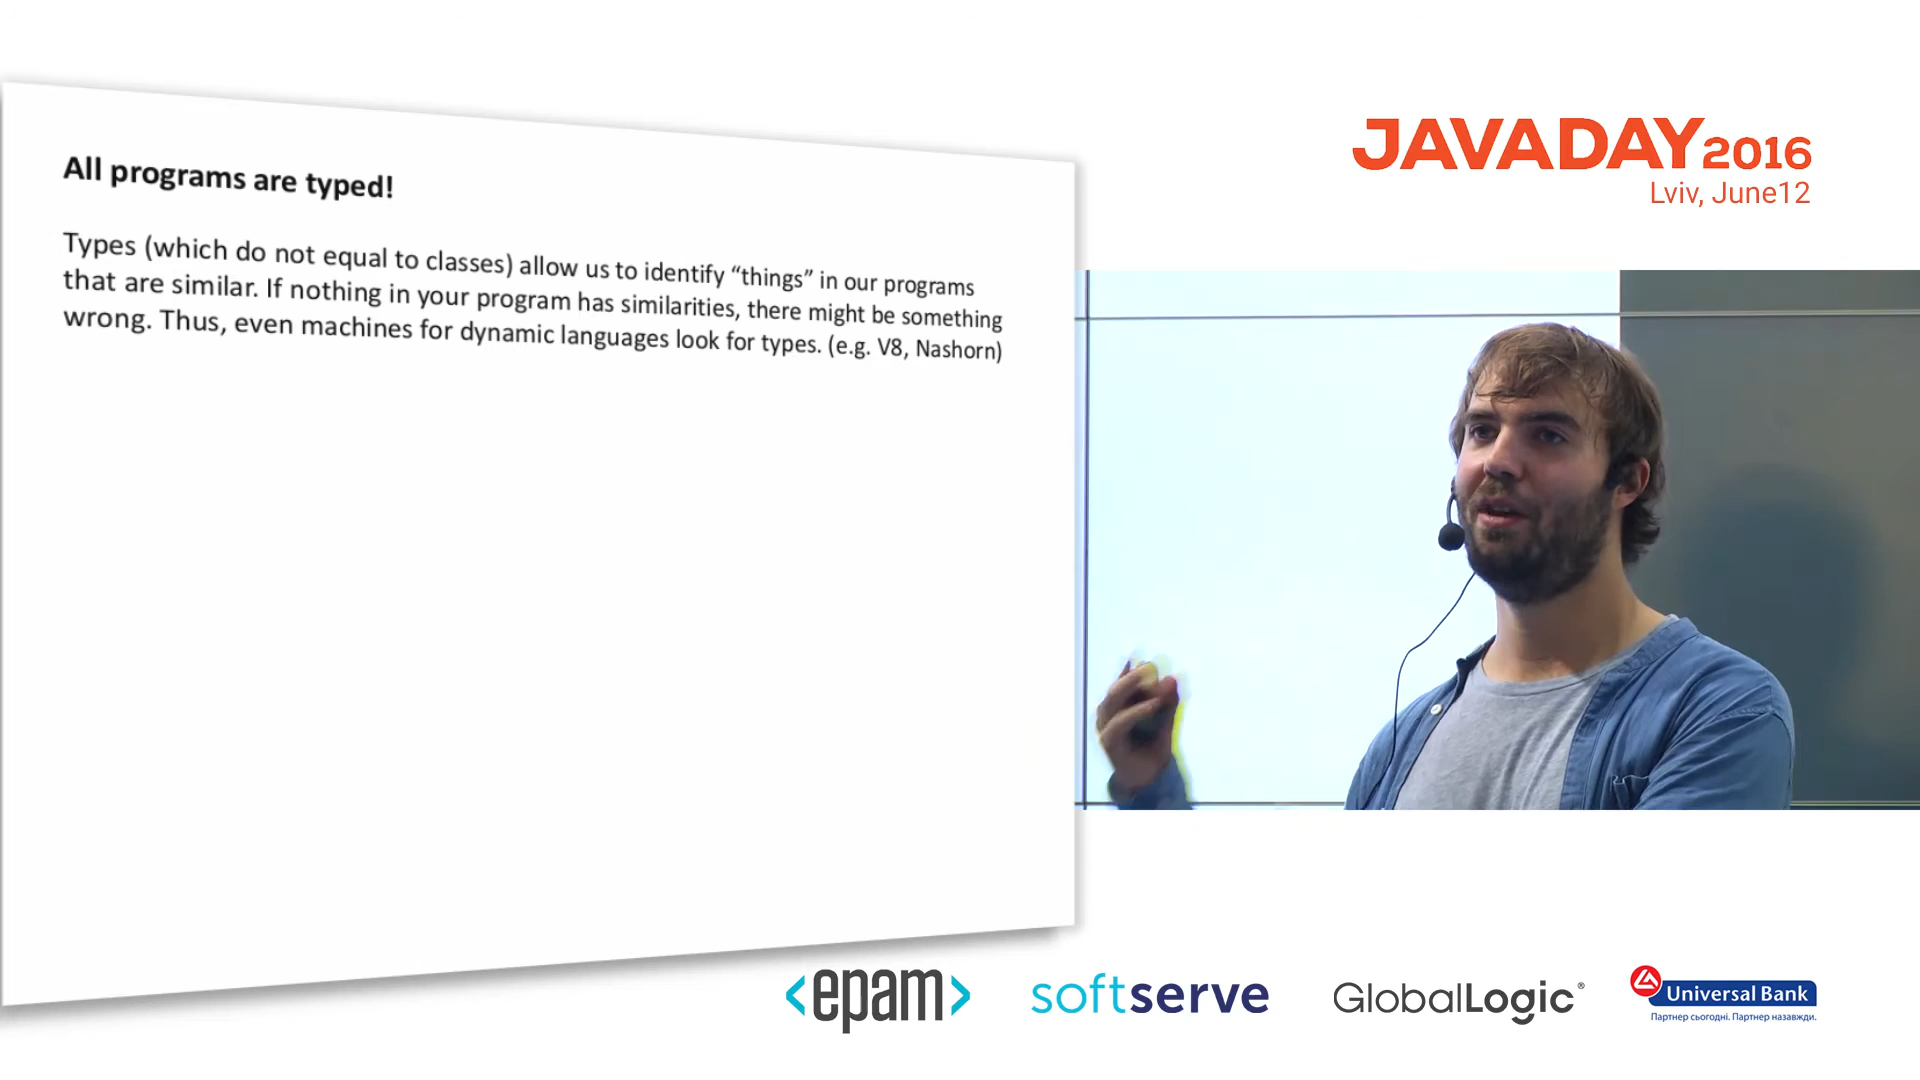 All programs are typed!
Types (which do not equal to classes) allow us to identify “things” in our programs
that are similar. If nothing in your program has similarities, there might be something
wrong. Thus, even machines for dynamic languages look for types. (e.g. V8, Nashorn)
JAVADAY2016
Lviv, June12
<epam>
softserve
GlobalLogic®
Universal Bank
Партнер сьогодні. Партнер назавжди.